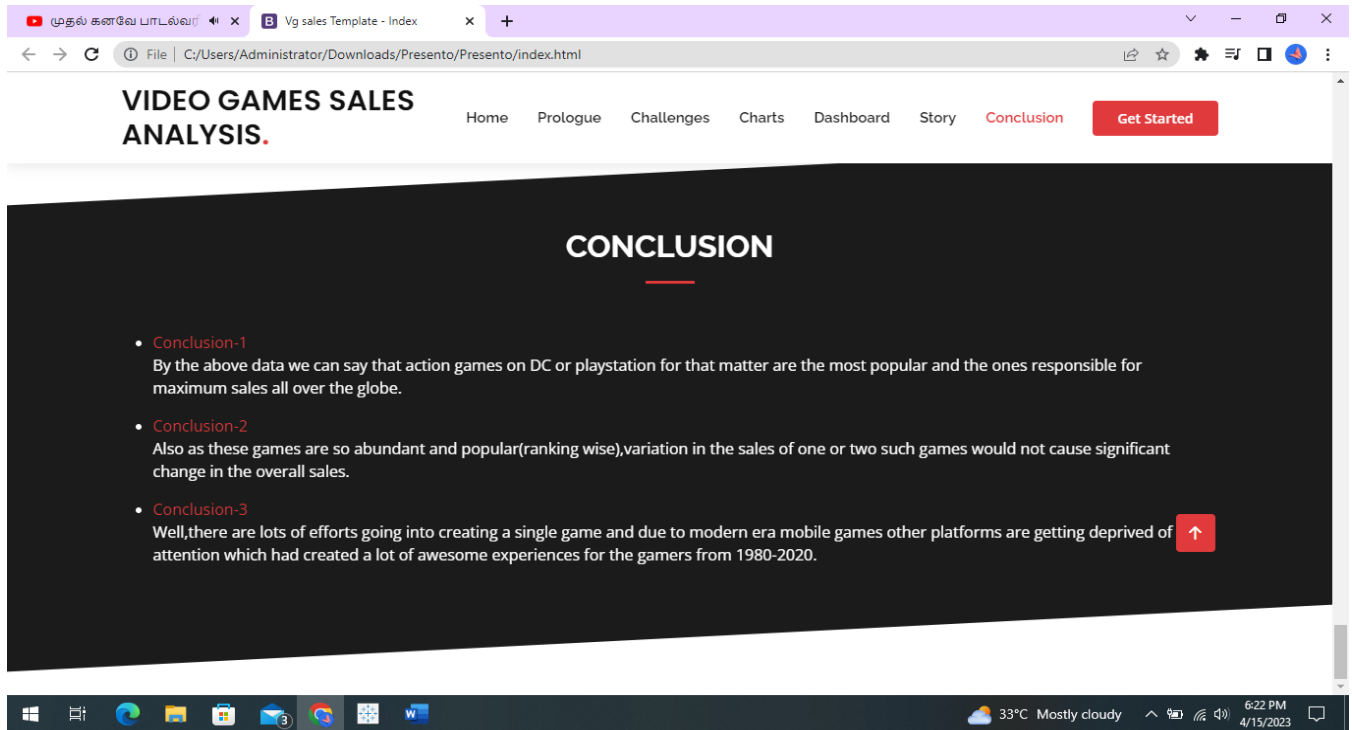 முதல் கனவே பாடல்வரி
Vg sales Template - Index
File
C:/Users/Administrator/Downloads/Presento/Presento/index.html
VIDEO GAMES SALES
ANALYSIS.
Home Prologue Challenges Charts Dashboard Story Conclusion Get Started
CONCLUSION
Conclusion-1
By the above data we can say that action games on DC or playstation for that matter are the most popular and the ones responsible for
maximum sales all over the globe.
Conclusion-2
Also as these games are so abundant and popular(ranking wise),variation in the sales of one or two such games would not cause significant
change in the overall sales.
Conclusion-3
Well,there are lots of efforts going into creating a single game and due to modern era mobile games other platforms are getting deprived of
attention which had created a lot of awesome experiences for the gamers from 1980-2020.
3
W
33°C Mostly cloudy
6:22 PM
4/15/2023